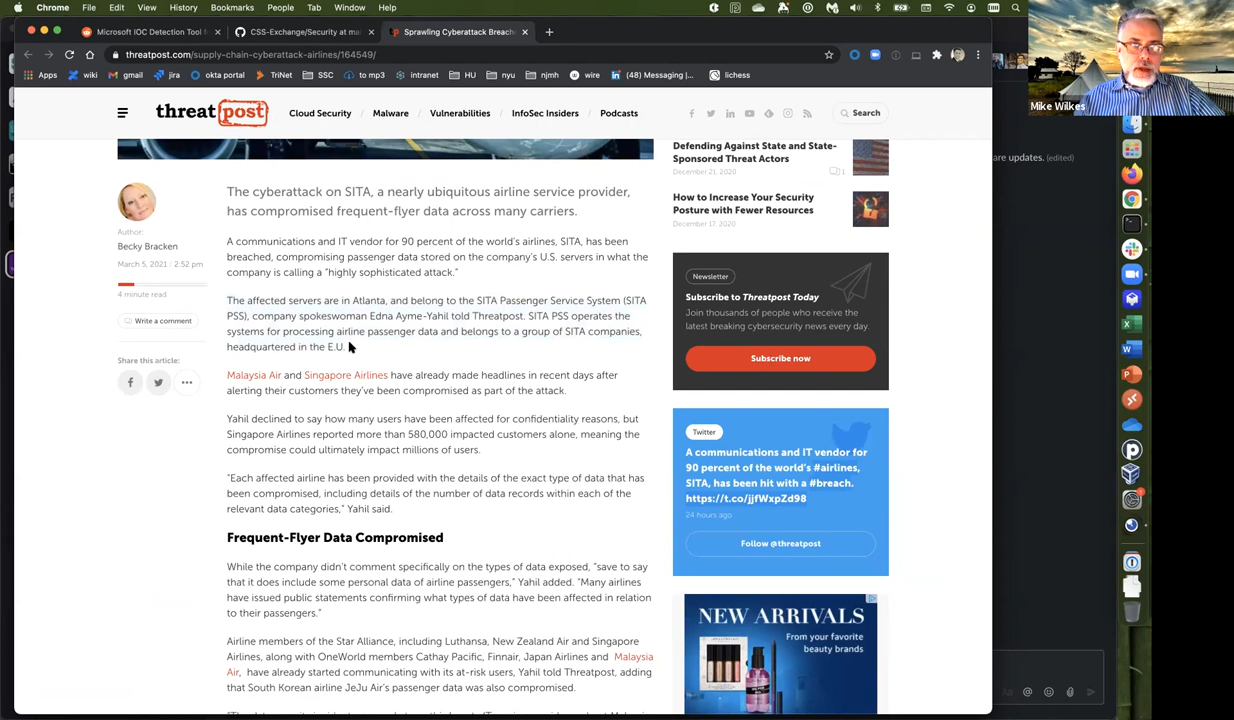 Chrome File Edit View History Bookmarks People Tab Window Help
Microsoft IOC Detection Tool f
CSS-Exchange/Security at mai
Sprawling Cyberattack Breach
threatpost.com/supply-chain-cyberattack-airlines/164549/
Apps wiki gmail jira okta portal TriNet SSC to mp3 intranet HU nyu njmh wire (48) Messaging |... lichess
threatpost Cloud Security Malware Vulnerabilities InfoSec Insiders Podcasts Search
Mike Wilkes
are updates. (edited)
Author:
Becky Bracken
March 5, 2021 / 2:52 pm
4 minute read
Write a comment
Share this article:
The cyberattack on SITA, a nearly ubiquitous airline service provider,
has compromised frequent-flyer data across many carriers.
A communications and IT vendor for 90 percent of the world's airlines, SITA, has been
breached, compromising passenger data stored on the company's U.S. servers in what the
company is calling a "highly sophisticated attack."
The affected servers are in Atlanta, and belong to the SITA Passenger Service System (SITA
PSS), company spokeswoman Edna Ayme-Yahil told Threatpost. SITA PSS operates the
systems for processing airline passenger data and belongs to a group of SITA companies,
headquartered in the E.U.
Malaysia Air and Singapore Airlines have already made headlines in recent days after
alerting their customers they've been compromised as part of the attack.
Yahil declined to say how many users have been affected for confidentiality reasons, but
Singapore Airlines reported more than 580,000 impacted customers alone, meaning the
compromise could ultimately impact millions of users.
"Each affected airline has been provided with the details of the exact type of data that has
been compromised, including details of the number of data records within each of the
relevant data categories," Yahil said.
Frequent-Flyer Data Compromised
While the company didn't comment specifically on the types of data exposed, "save to say
that it does include some personal data of airline passengers," Yahil added. "Many airlines
have issued public statements confirming what types of data have been affected in relation
to their passengers."
Airline members of the Star Alliance, including Luthansa, New Zealand Air and Singapore
Airlines, along with OneWorld members Cathay Pacific, Finnair, Japan Airlines and Malaysia
Air, have already started communicating with its at-risk users, Yahil told Threatpost, adding
that South Korean airline JeJu Air's passenger data was also compromised.
Defending Against State and State-
Sponsored Threat Actors
December 21, 2020
1
How to Increase Your Security
Posture with Fewer Resources
December 17, 2020
Newsletter
Subscribe to Threatpost Today
Join thousands of people who receive the
latest breaking cybersecurity news every day.
Subscribe now
Twitter
A communications and IT vendor for
90 percent of the world's #airlines,
SITA, has been hit with a #breach.
https://t.co/jjfWxpZd98
24 hours ago
Follow @threatpost
NEW ARRIVALS
From your favorite
beauty brands